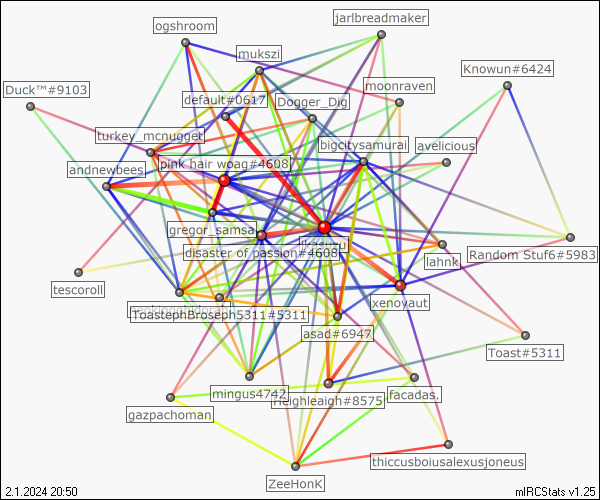 jarlbreadmaker
ogshroom
mukszi
Knowun#6424
moonraven
Duck™#9103
default#0617
Dogger_Dig
turkey_mcnugget
bigcitysamurai
avelicious
pink hair woag#4608
andnewbees
gregor_samsa
disaster of passion#4608
lahnk
Random Stuf6#5983
tescoroll
xenoyaut
ToastephBroseph5311#5311
asad#6947
Toast#5311
mingus4742
Heighleaigh#8575
facadas.
gazpachoman
thiccusboiusalexusjoneus
ZeeHonK
2.1.2024 20:50
mIRCStats v1.25